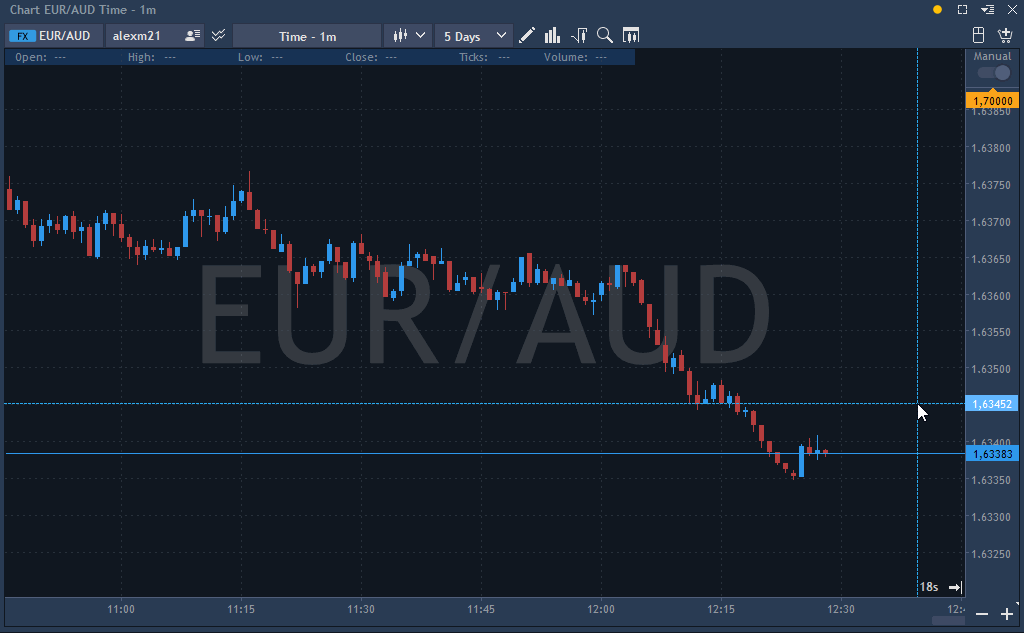 Chart EUR/AUD Time - 1m
FX EUR/AUD alexm21 Time - 1m 5 Days
Open: --- High: --- Low: --- Close: --- Ticks: --- Volume: ---
Manual
1,70000
1,63850
1,63800
1,63750
1,63700
1,63650
1,63600
1,63550
1,63500
1,63452
1,63400
1,63383
1,63350
1,63300
1,63250
EUR/AUD
18s
11:00 11:15 11:30 11:45 12:00 12:15 12:30